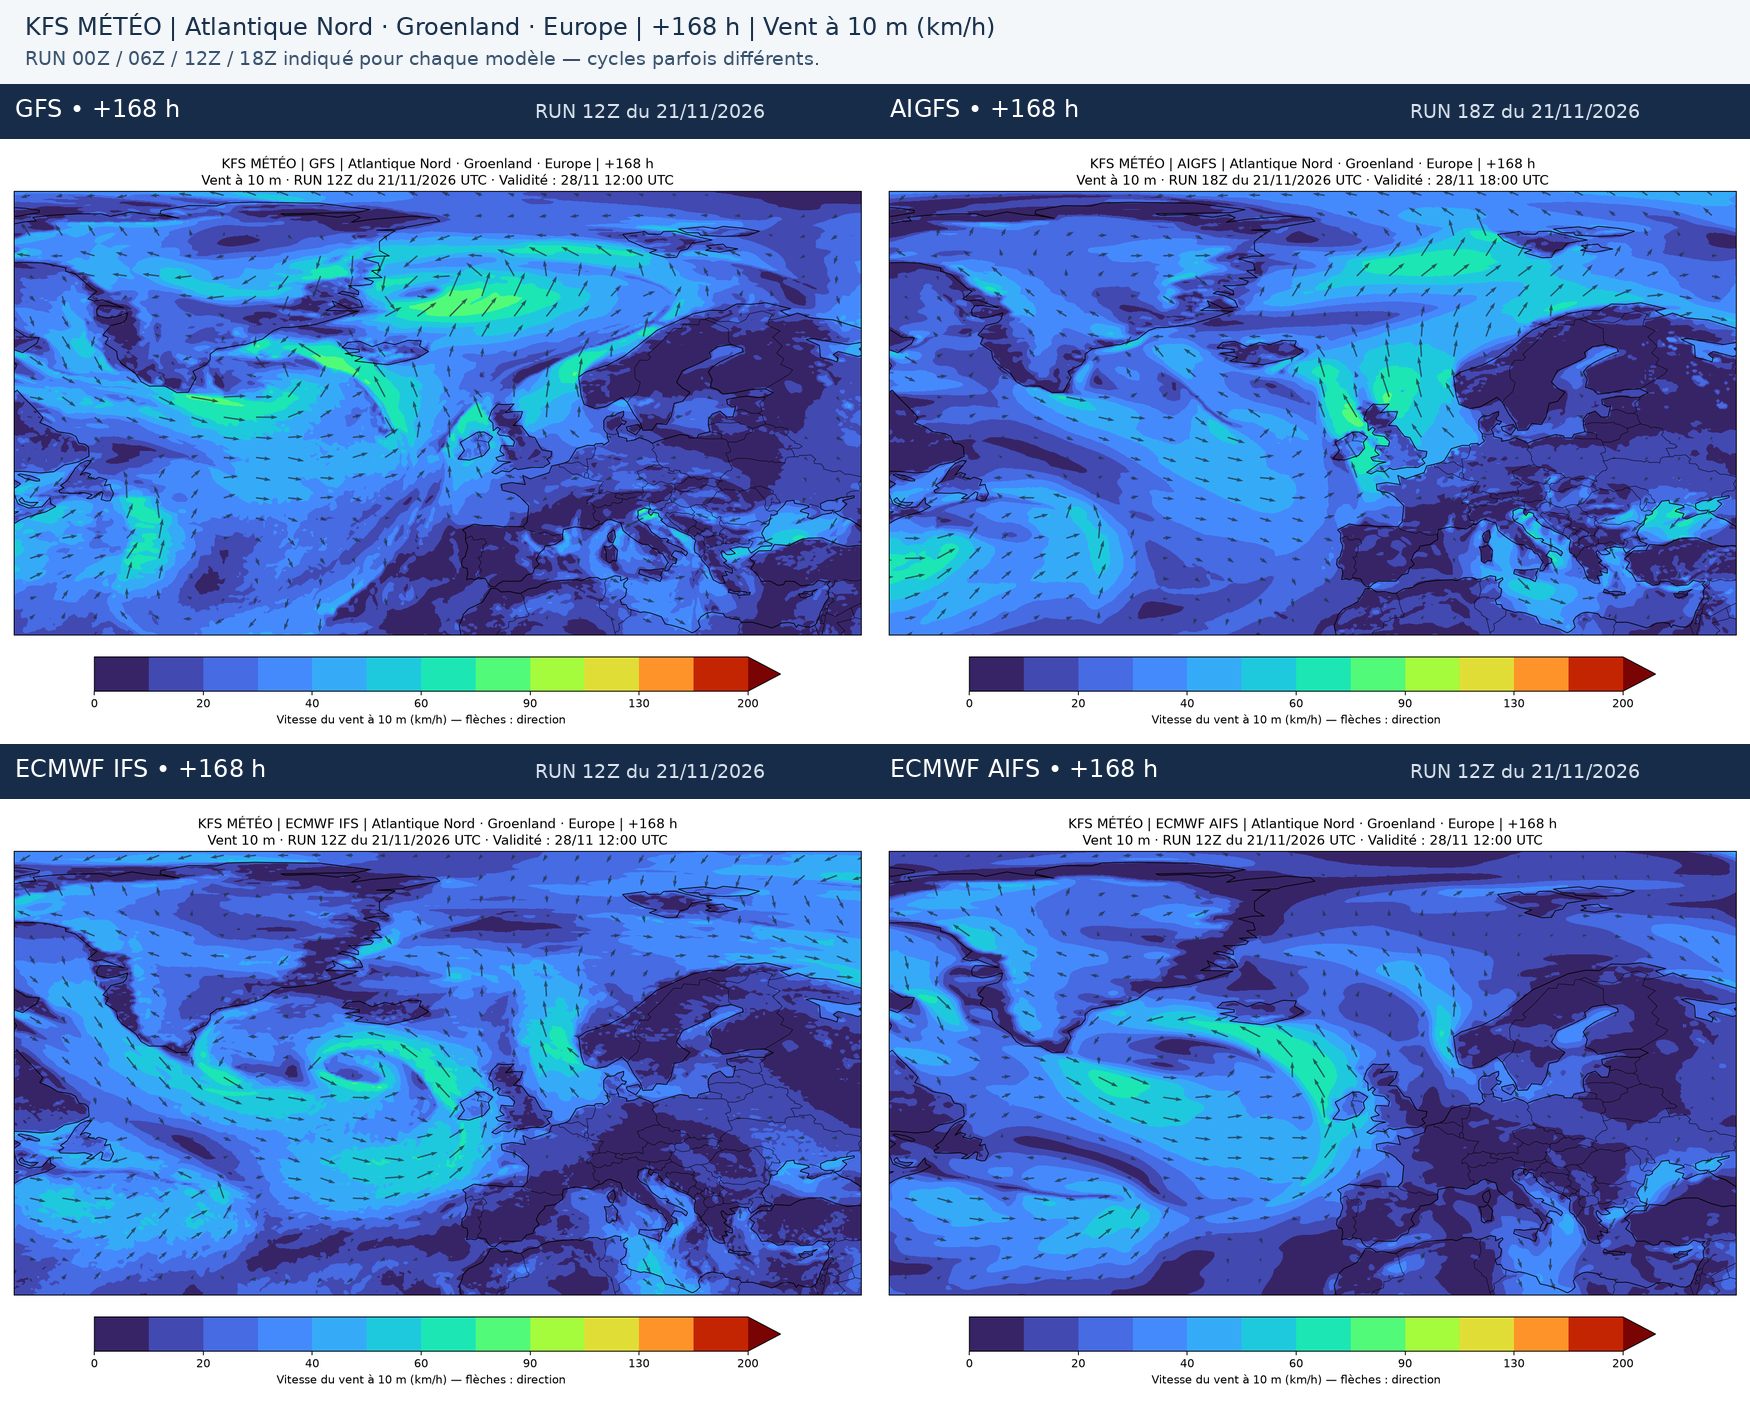 KFS MÉTÉO | Atlantique Nord · Groenland · Europe | +168 h | Vent à 10 m (km/h)
RUN 00Z / 06Z / 12Z / 18Z indiqué pour chaque modèle — cycles parfois différents.
GFS • +168 h
RUN 12Z du 21/11/2026
AIGFS • +168 h
RUN 18Z du 21/11/2026
KFS MÉTÉO | GFS | Atlantique Nord · Groenland · Europe | +168 h
Vent à 10 m · RUN 12Z du 21/11/2026 UTC · Validité : 28/11 12:00 UTC
KFS MÉTÉO | AIGFS | Atlantique Nord · Groenland · Europe | +168 h
Vent à 10 m · RUN 18Z du 21/11/2026 UTC · Validité : 28/11 18:00 UTC
0 20 40 60 90 130 200
Vitesse du vent à 10 m (km/h) — flèches : direction
0 20 40 60 90 130 200
Vitesse du vent à 10 m (km/h) — flèches : direction
ECMWF IFS • +168 h
RUN 12Z du 21/11/2026
ECMWF AIFS • +168 h
RUN 12Z du 21/11/2026
KFS MÉTÉO | ECMWF IFS | Atlantique Nord · Groenland · Europe | +168 h
Vent 10 m · RUN 12Z du 21/11/2026 UTC · Validité : 28/11 12:00 UTC
KFS MÉTÉO | ECMWF AIFS | Atlantique Nord · Groenland · Europe | +168 h
Vent 10 m · RUN 12Z du 21/11/2026 UTC · Validité : 28/11 12:00 UTC
0 20 40 60 90 130 200
Vitesse du vent à 10 m (km/h) — flèches : direction
0 20 40 60 90 130 200
Vitesse du vent à 10 m (km/h) — flèches : direction